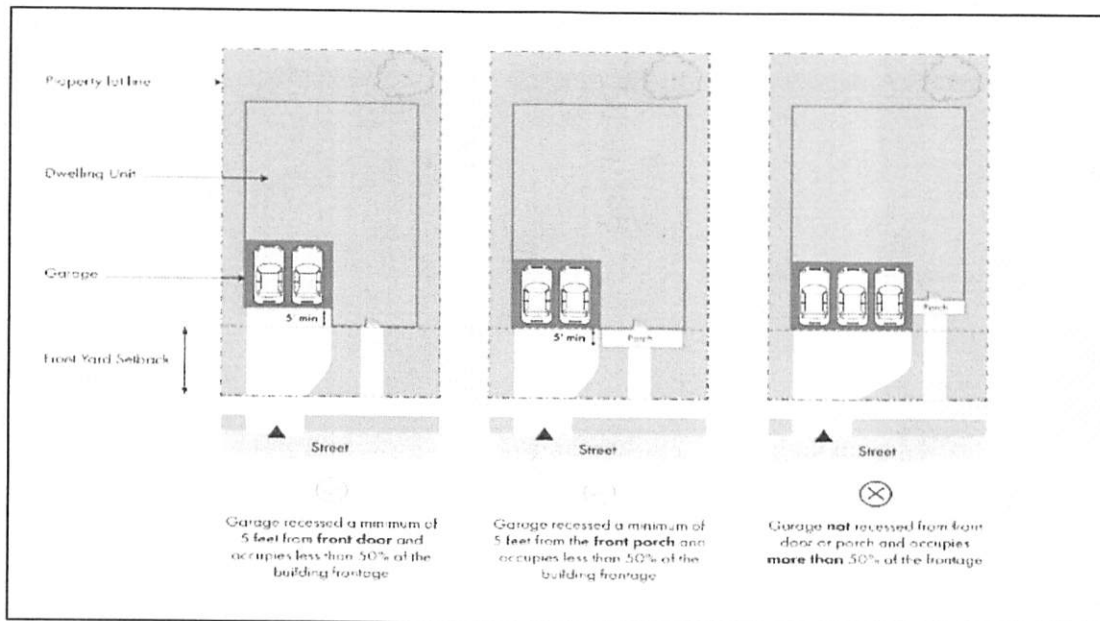 Property lot line
Dwelling Unit
Garage
5' min
Front Yard Setback
Street
Garage recessed a minimum of
5 feet from front door and
occupies less than 50% of the
building frontage
5' min
Porch
Street
Garage recessed a minimum of
5 feet from the front porch and
occupies less than 50% of the
building frontage
Porch
Street
Garage not recessed from front
door or porch and occupies
more than 50% of the frontage